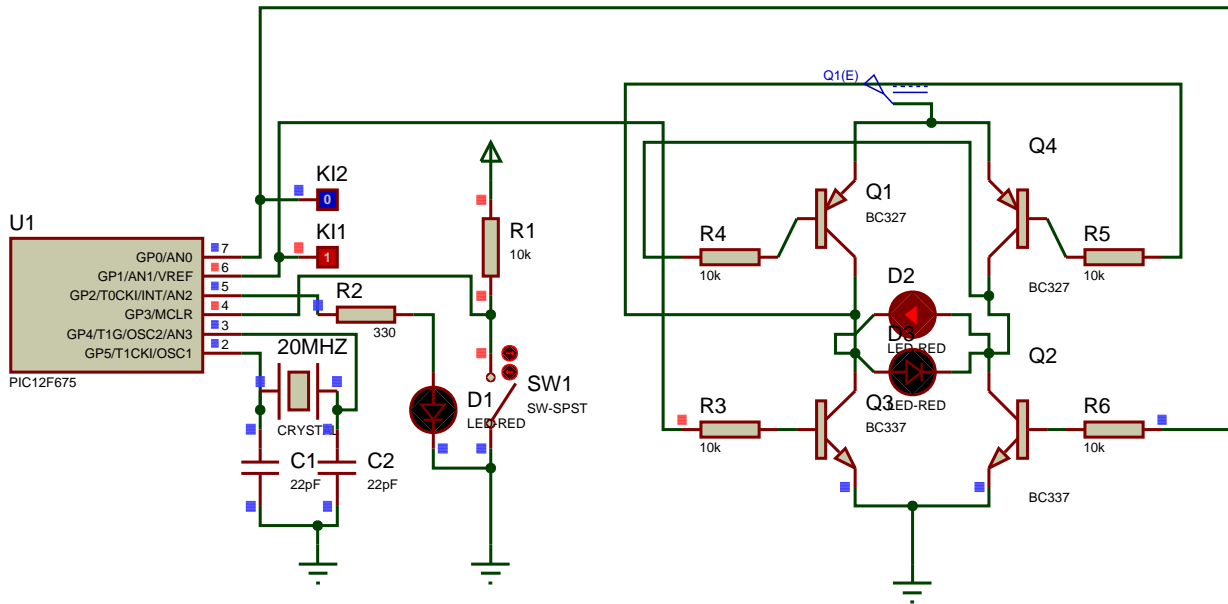 Q1(E)
Q4
KI2
0
Q1
BC327
U1
KI1
1
R1
10k
R4
10k
R5
10k
GP0/AN0
7
GP1/AN1/VREF
6
GP2/T0CKI/INT/AN2
5
GP3/MCLR
4
GP4/T1G/OSC2/AN3
3
GP5/T1CKI/OSC1
2
PIC12F675
R2
330
D2
LED-RED
BC327
20MHZ
CRYSTAL
D3
LED-RED
Q2
D1
LED-RED
SW1
SW-SPST
Q3
BC337
R3
10k
R6
10k
C1
22pF
C2
22pF
BC337